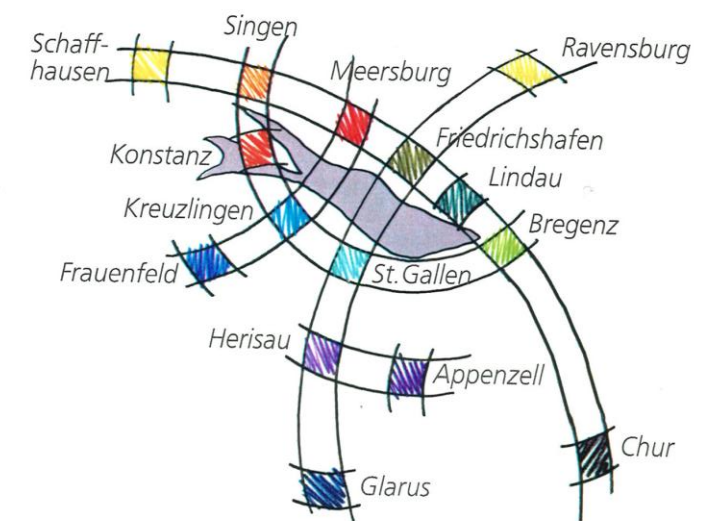 Singen
Schaff-
hausen
Ravensburg
Meersburg
Friedrichshafen
Konstanz
Lindau
Kreuzlingen
Bregenz
Frauenfeld
St. Gallen
Herisau
Appenzell
Chur
Glarus